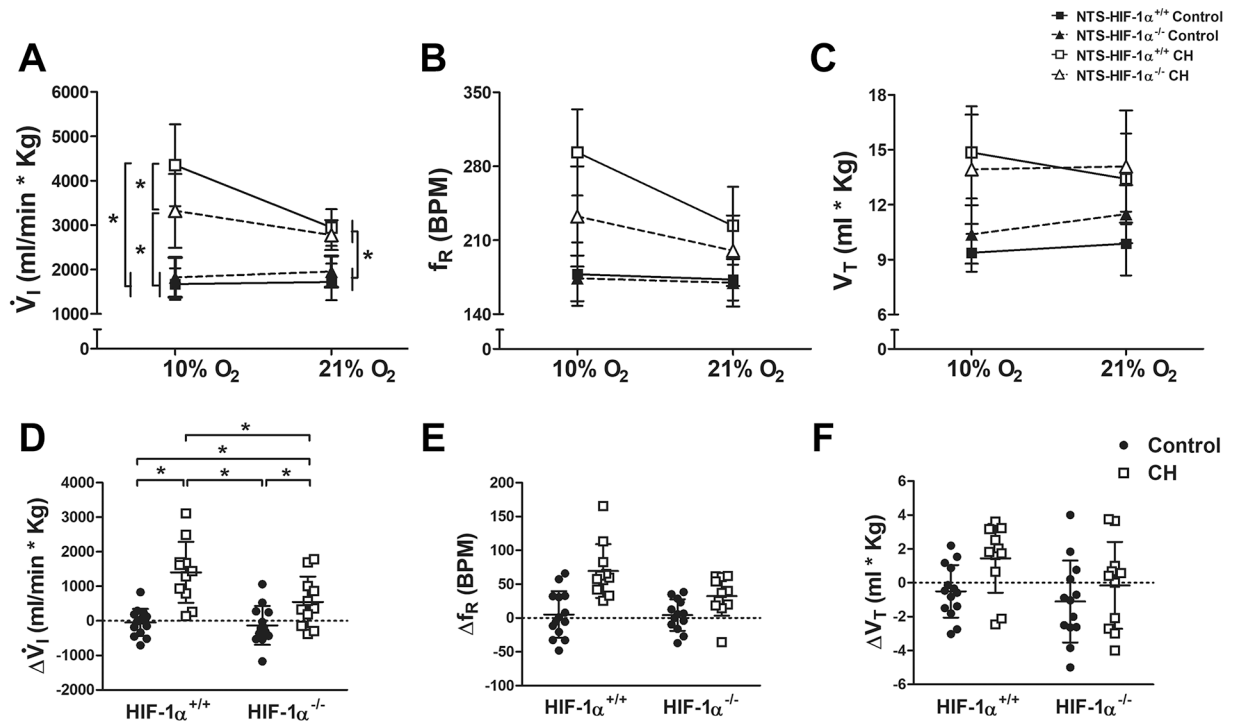 NTS-HIF-1α+/+ Control
NTS-HIF-1α-/- Control
NTS-HIF-1α+/+ CH
NTS-HIF-1α-/- CH
A
V̇I (ml/min * Kg)
6000
5000
4000
3000
2000
1000
0
*
*
*
*
10% O2
21% O2
B
fR (BPM)
350
280
210
140
0
10% O2
21% O2
C
VT (ml * Kg)
18
15
12
9
6
0
10% O2
21% O2
D
ΔV̇I (ml/min * Kg)
4000
3000
2000
1000
0
-1000
-2000
*
*
* * *
HIF-1α+/+
HIF-1α-/-
E
ΔfR (BPM)
200
150
100
50
0
-50
-100
HIF-1α+/+
HIF-1α-/-
F
Control
CH
ΔVT (ml * Kg)
6
4
2
0
-2
-4
-6
HIF-1α+/+
HIF-1α-/-